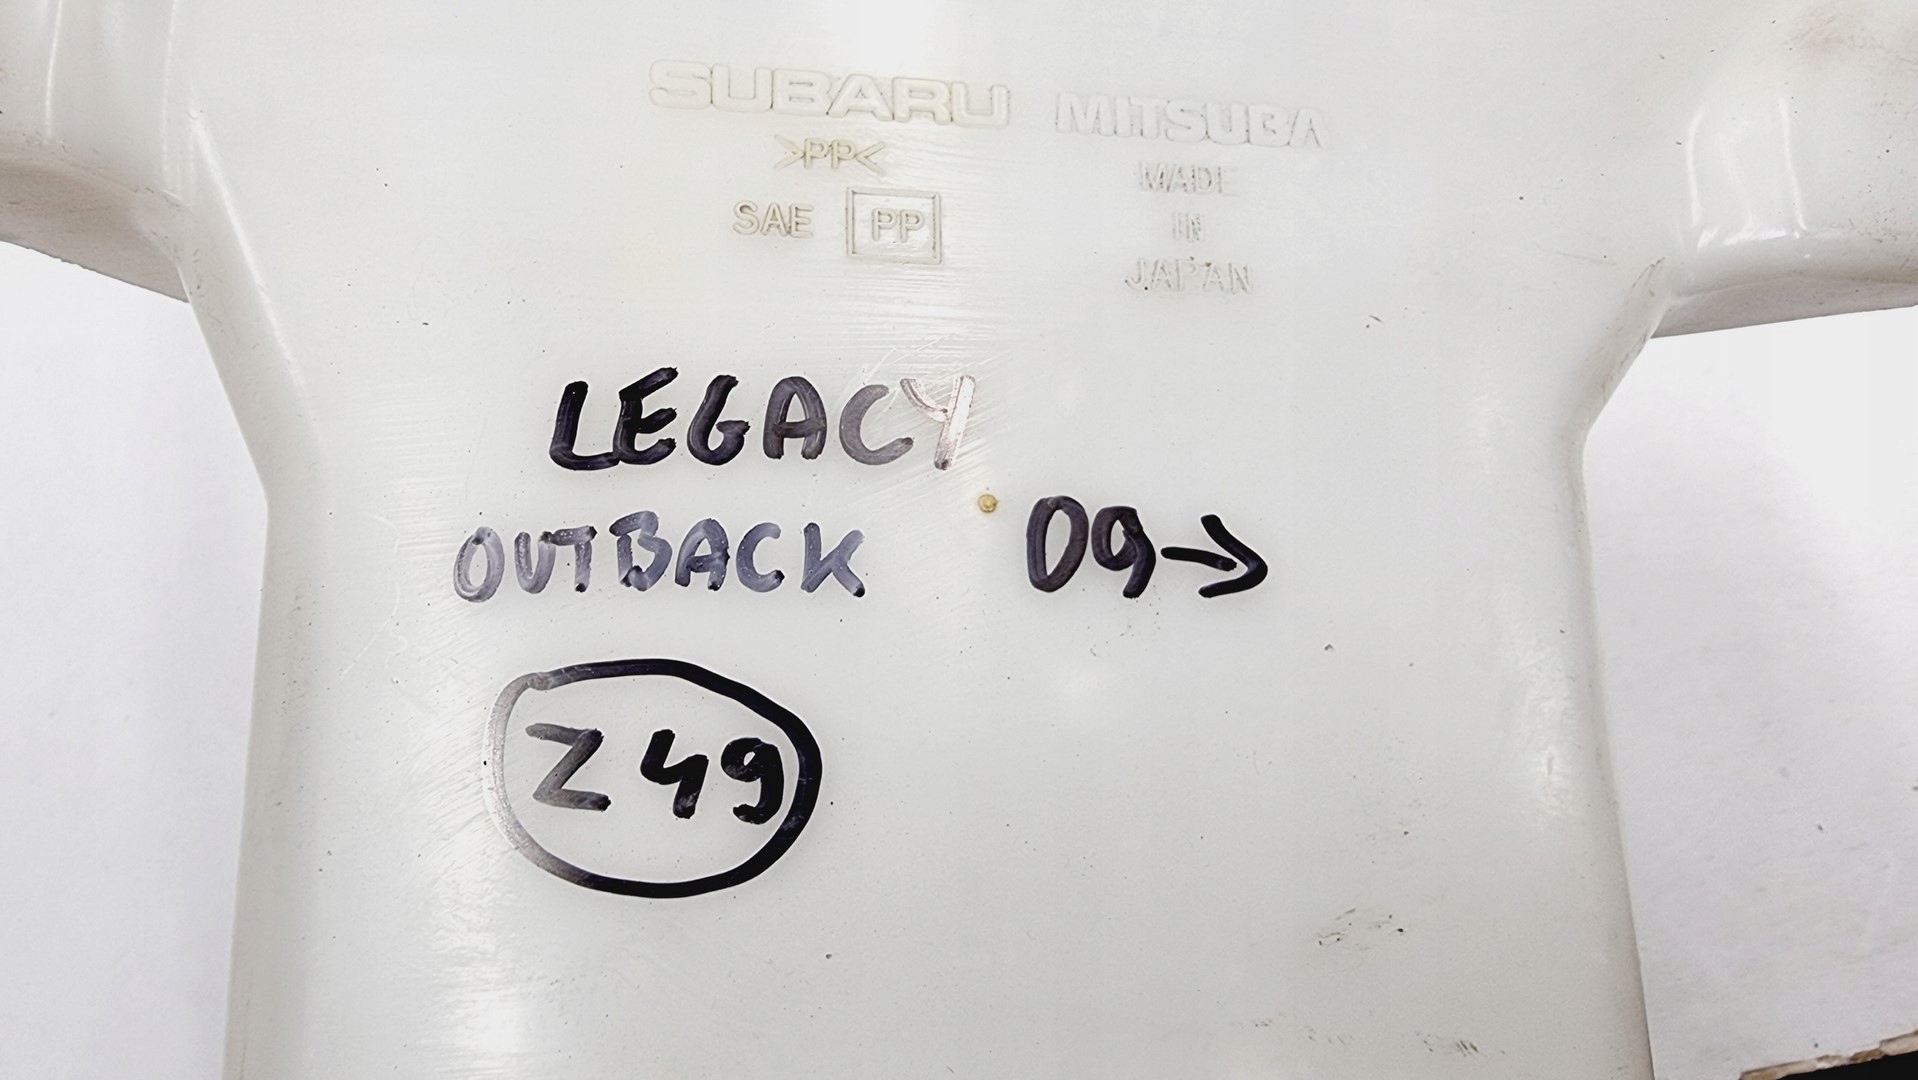 SUBARU MITSUBA
>PP< MADE
SAE PP IN
JAPAN
LEGACY
OUTBACK 09→
Z49